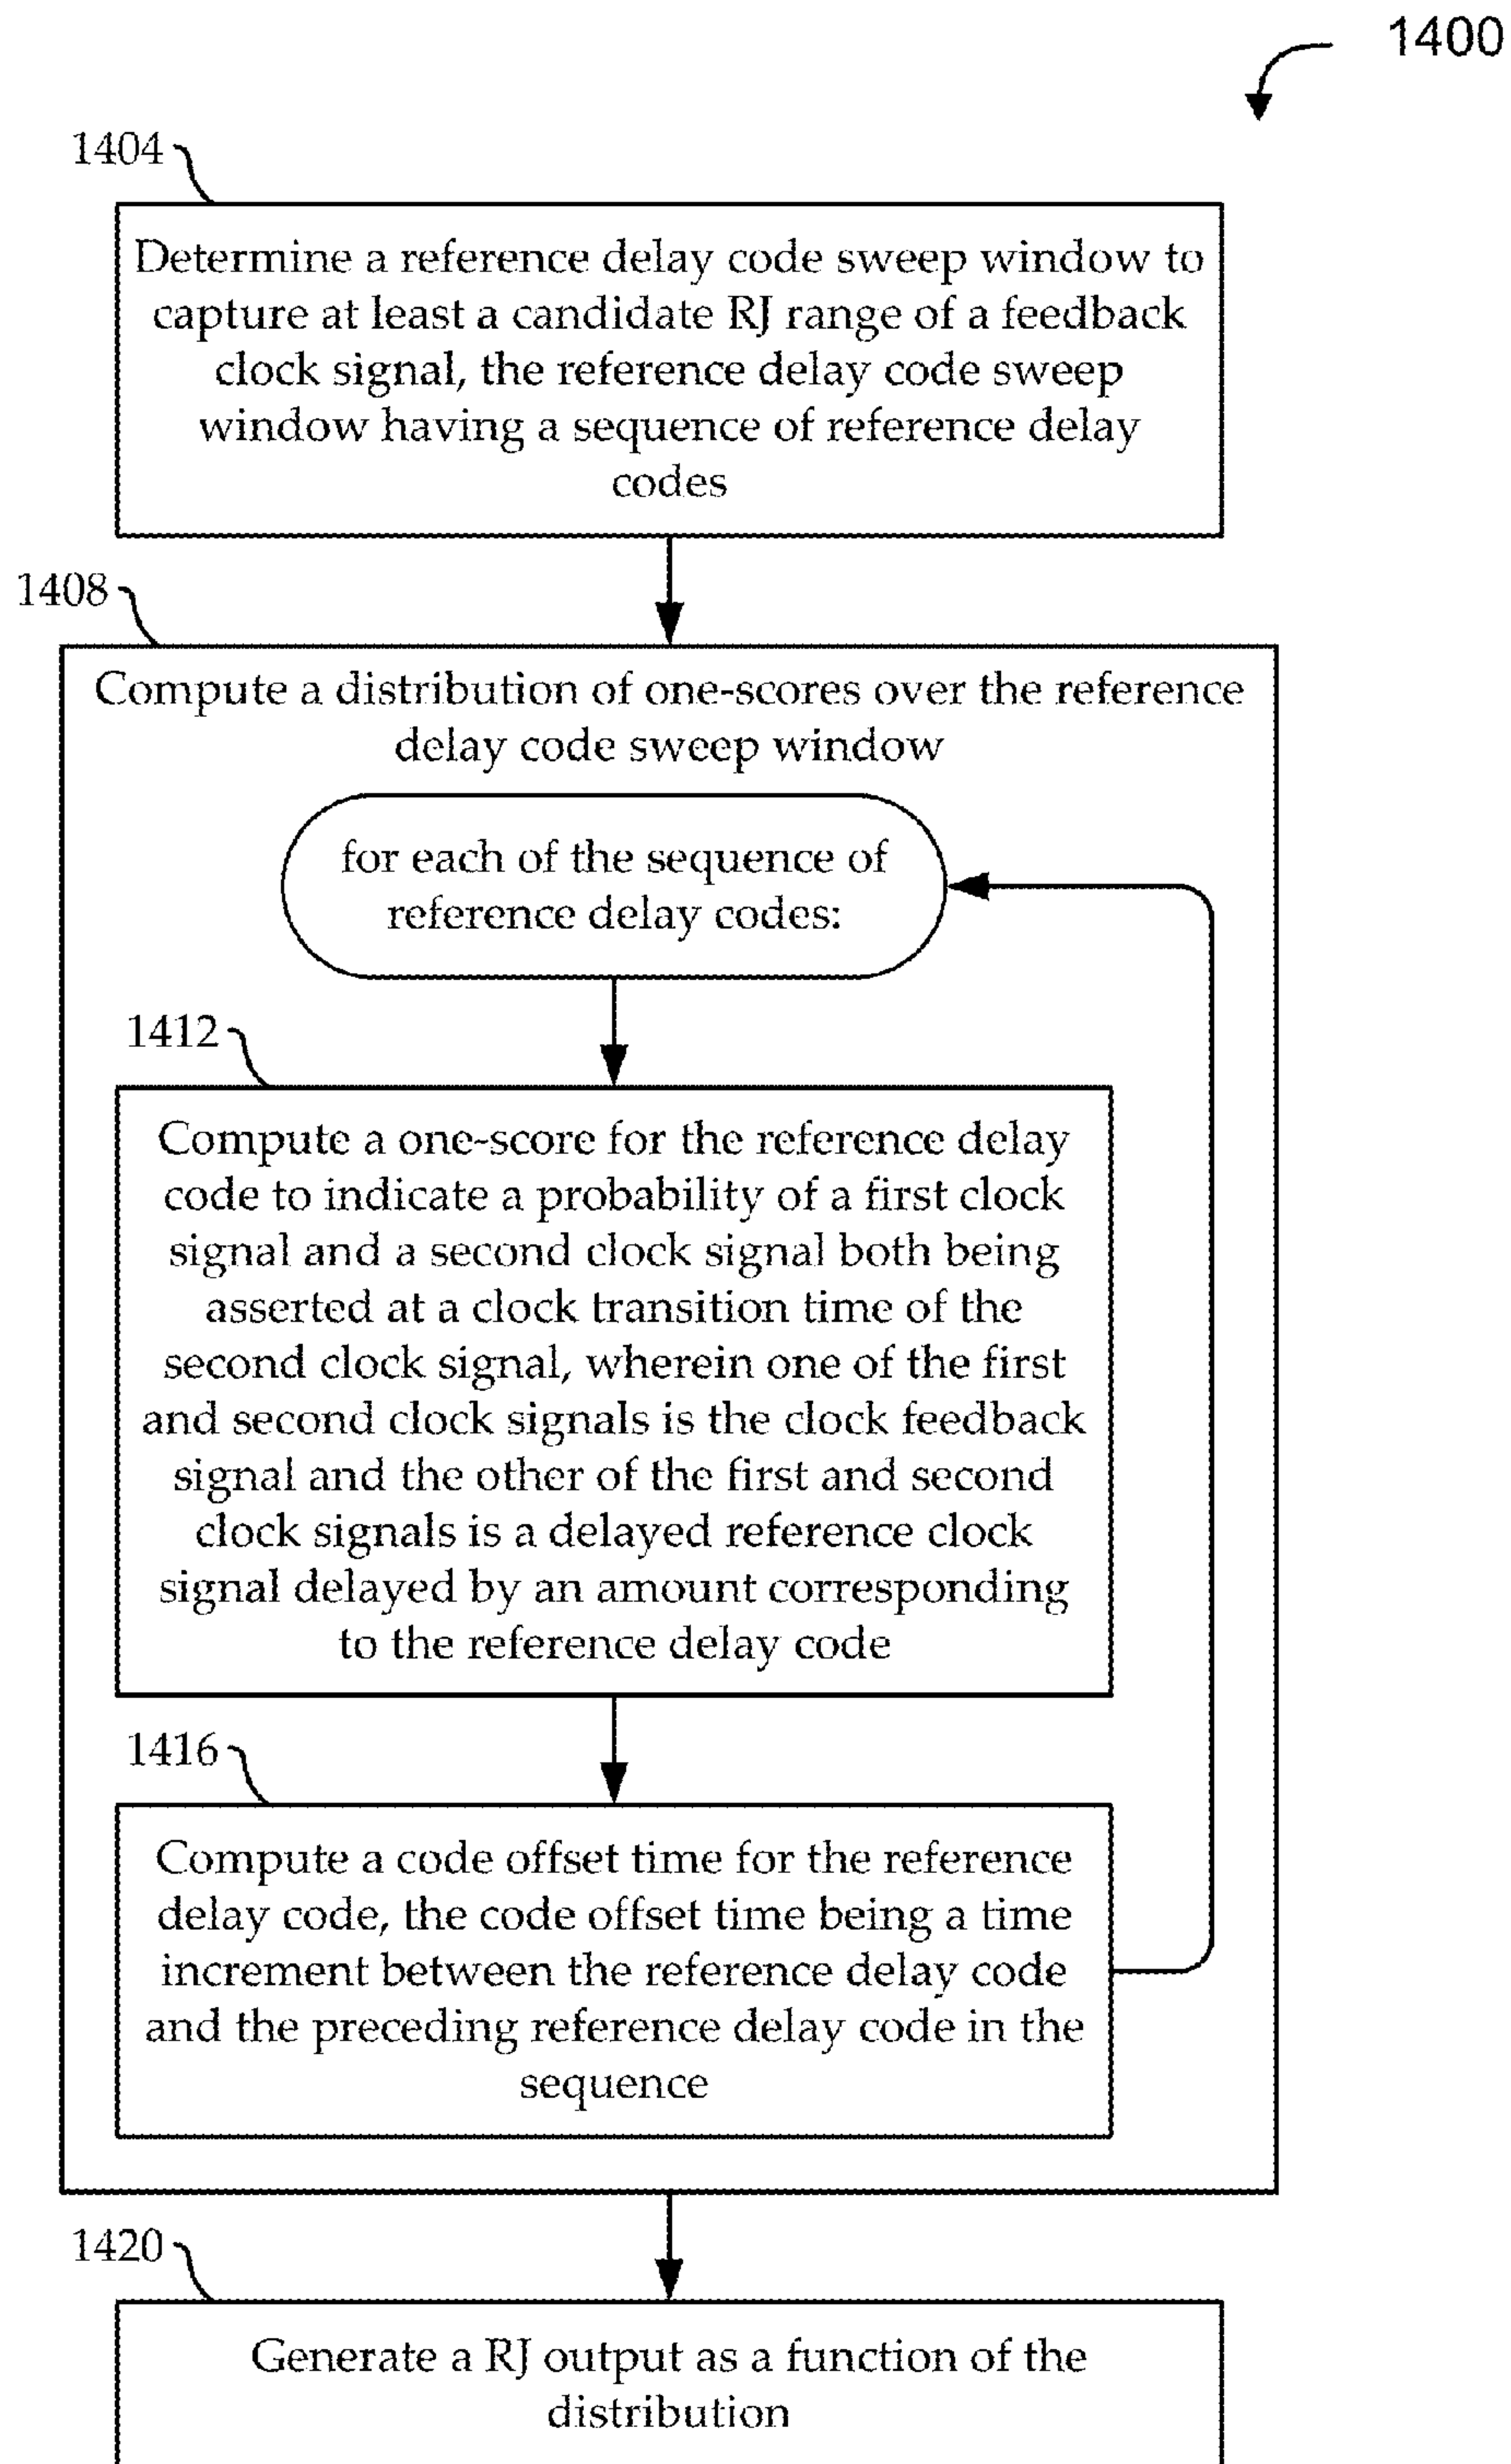 1400
1404
Determine a reference delay code sweep window to
capture at least a candidate RJ range of a feedback
clock signal, the reference delay code sweep
window having a sequence of reference delay
codes
1408
Compute a distribution of one-scores over the reference
delay code sweep window
for each of the sequence of
reference delay codes:
1412
Compute a one-score for the reference delay
code to indicate a probability of a first clock
signal and a second clock signal both being
asserted at a clock transition time of the
second clock signal, wherein one of the first
and second clock signals is the clock feedback
signal and the other of the first and second
clock signals is a delayed reference clock
signal delayed by an amount corresponding
to the reference delay code
1416
Compute a code offset time for the reference
delay code, the code offset time being a time
increment between the reference delay code
and the preceding reference delay code in the
sequence
1420
Generate a RJ output as a function of the
distribution